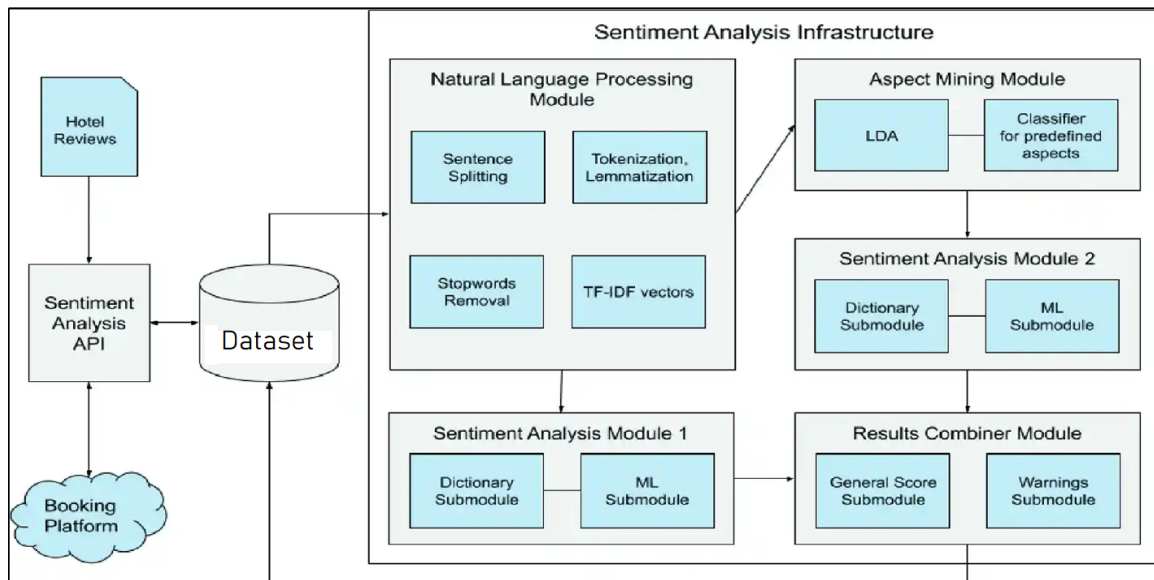 Sentiment Analysis Infrastructure
Hotel
Reviews
Sentiment
Analysis
API
Booking
Platform
Dataset
Natural Language Processing
Module
Sentence
Splitting
Tokenization,
Lemmatization
Stopwords
Removal
TF-IDF vectors
Sentiment Analysis Module 1
Dictionary
Submodule
ML
Submodule
Aspect Mining Module
LDA
Classifier
for predefined
aspects
Sentiment Analysis Module 2
Dictionary
Submodule
ML
Submodule
Results Combiner Module
General Score
Submodule
Warnings
Submodule